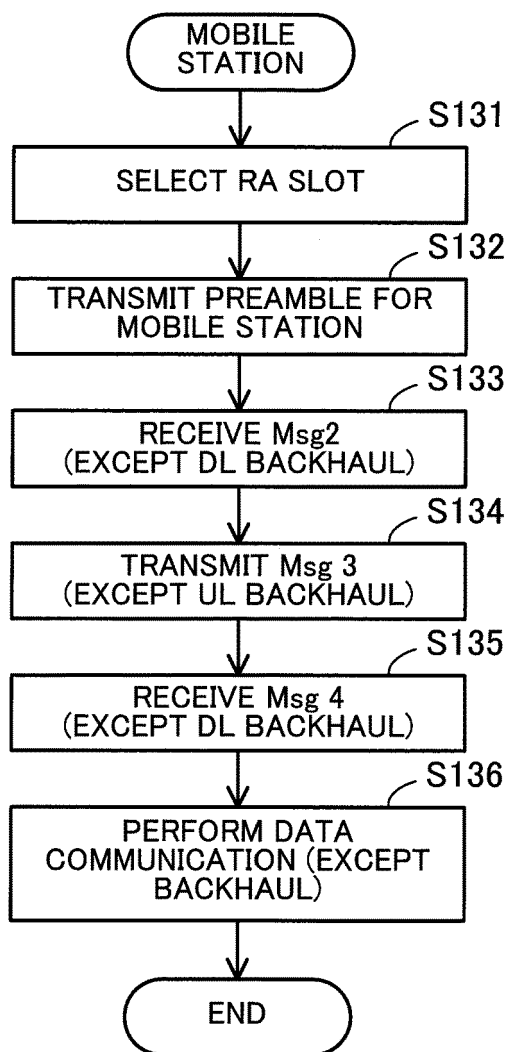 MOBILE
STATION
S131
SELECT RA SLOT
S132
TRANSMIT PREAMBLE FOR
MOBILE STATION
S133
RECEIVE Msg2
(EXCEPT DL BACKHAUL)
S134
TRANSMIT Msg 3
(EXCEPT UL BACKHAUL)
S135
RECEIVE Msg 4
(EXCEPT DL BACKHAUL)
S136
PERFORM DATA
COMMUNICATION (EXCEPT
BACKHAUL)
END